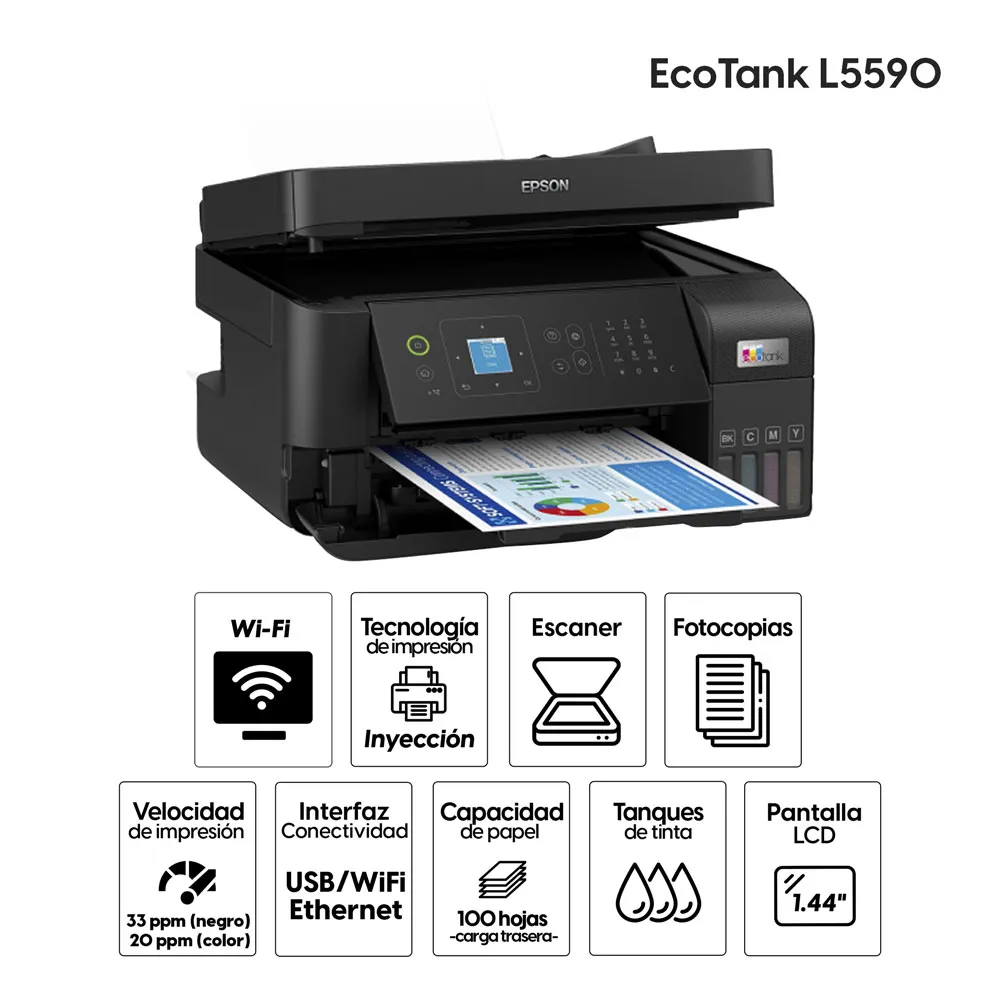 EcoTank L5590
EPSON
ecotank
BK C M Y
Wi-Fi
Tecnología
de impresión
Inyección
Escaner
Fotocopias
Velocidad
de impresión
33 ppm (negro)
20 ppm (color)
Interfaz
Conectividad
USB/WiFi
Ethernet
Capacidad
de papel
100 hojas
-carga trasera-
Tanques
de tinta
Pantalla
LCD
1.44"